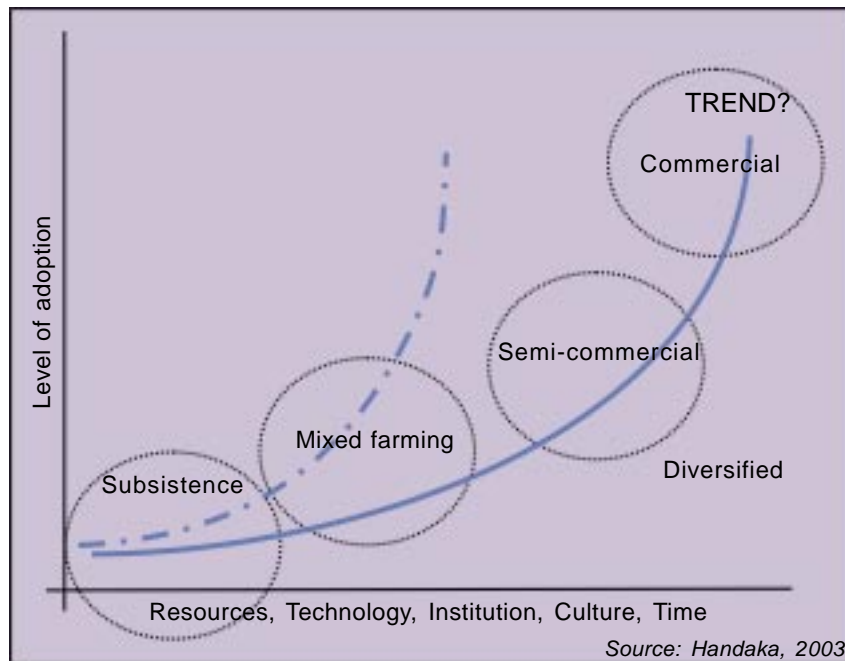 TREND?
Commercial
Level of adoption
Semi-commercial
Mixed farming
Diversified
Subsistence
Resources, Technology, Institution, Culture, Time
Source: Handaka, 2003